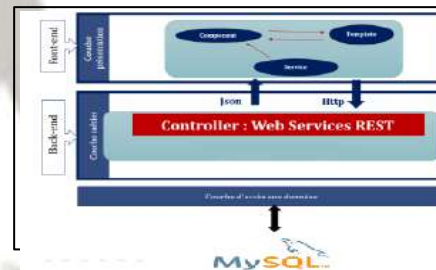 Font-end
Couche
présentation
Component
Template
Service
Json
Http
Back-end
Couche métier
Controller : Web Services REST
Couche d'accès aux données
MySQL